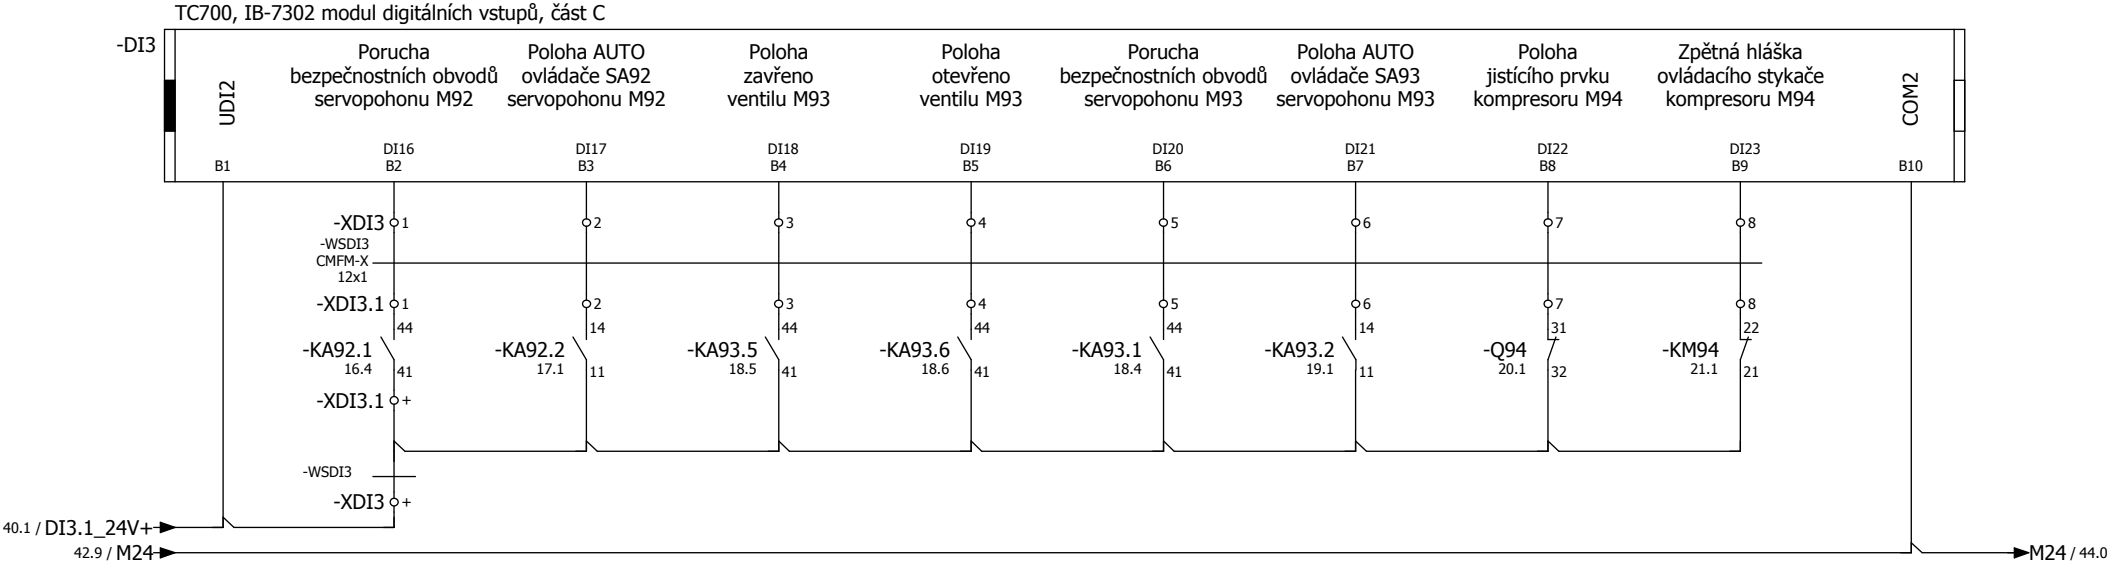 TC700, IB-7302 modul digitálních vstupů, část C
-DI3
UDI2
Porucha
bezpečnostních obvodů
servopohonu M92
Poloha AUTO
ovládače SA92
servopohonu M92
Poloha
zavřeno
ventilu M93
Poloha
otevřeno
ventilu M93
Porucha
bezpečnostních obvodů
servopohonu M93
Poloha AUTO
ovládače SA93
servopohonu M93
Poloha
jistícího prvku
kompresoru M94
Zpětná hláška
ovládacího stykače
kompresoru M94
COM2
DI16 DI17 DI18 DI19 DI20 DI21 DI22 DI23
B1 B2 B3 B4 B5 B6 B7 B8 B9 B10
-XDI3 1 2 3 4 5 6 7 8
-WSDI3
CMFM-X
12x1
-XDI3.1 1 2 3 4 5 6 7 8
44 14 44 44 44 14 31 22
-KA92.1 -KA92.2 -KA93.5 -KA93.6 -KA93.1 -KA93.2 -Q94 -KM94
16.4 17.1 18.5 18.6 18.4 19.1 20.1 21.1
41 11 41 41 41 11 32 21
-XDI3.1 +
-WSDI3
-XDI3 +
40.1 / DI3.1_24V+
42.9 / M24
M24 / 44.0